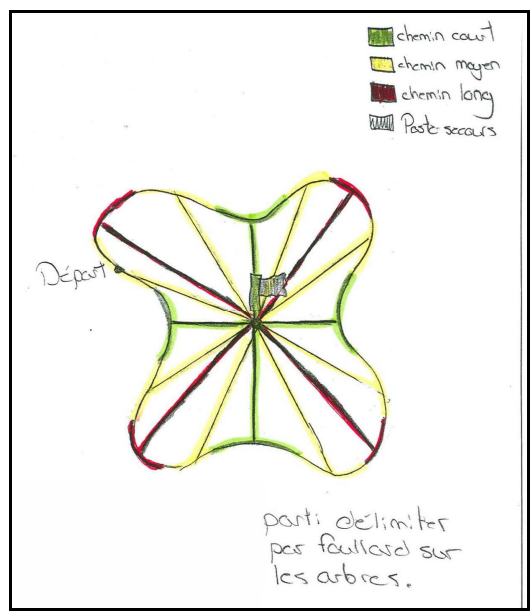 chemin court
chemin moyen
chemin long
Poste secours
Départ
parti délimiter
par foullard sur
les arbres.